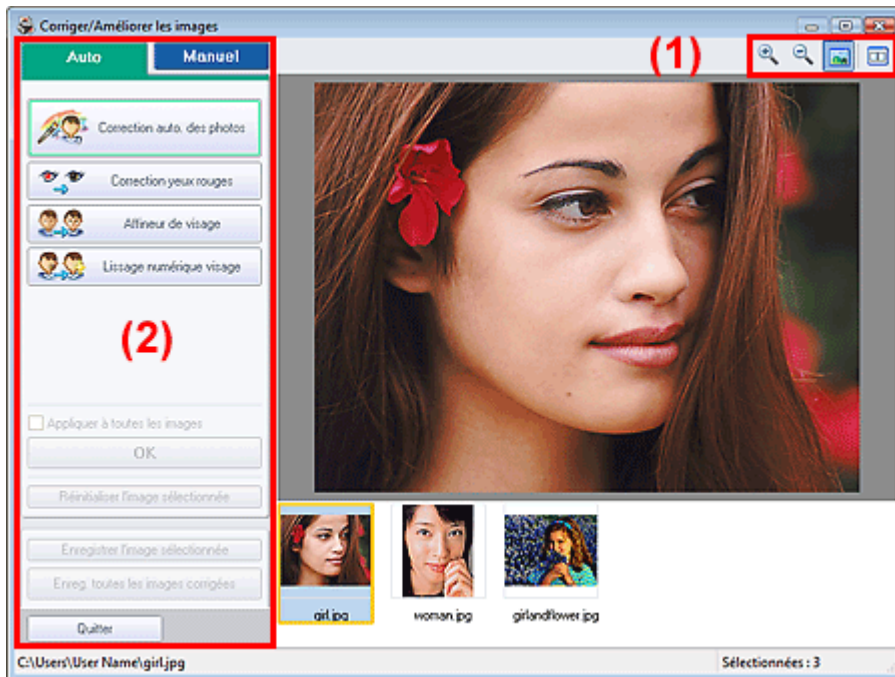 Corriger/Améliorer les images
Auto
Manuel
(1)
Correction auto. des photos
Correction yeux rouges
Affineur de visage
Lissage numérique visage
(2)
Appliquer à toutes les images
OK
Réinitialiser l'image sélectionnée
Enregistrer l'image sélectionnée
Enreg. toutes les images corrigées
Quitter
girl.jpg
woman.jpg
girlandflower.jpg
C:\Users\User Name\girl.jpg
Sélectionnées : 3